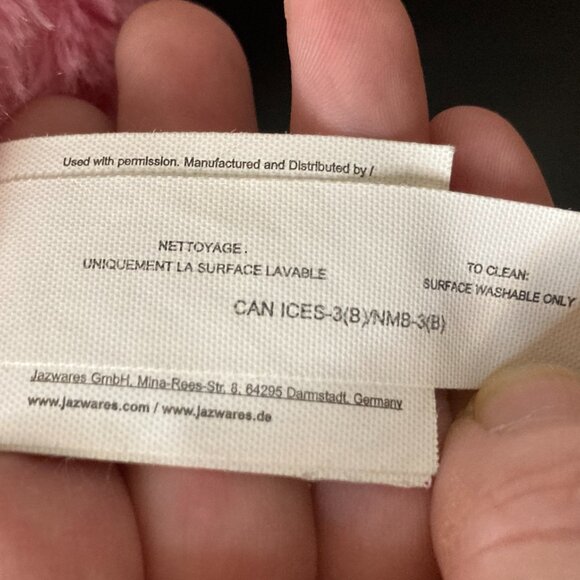 Used with permission. Manufactured and Distributed by /
NETTOYAGE :
UNIQUEMENT LA SURFACE LAVABLE
TO CLEAN:
SURFACE WASHABLE ONLY
CAN ICES-3(B)/NMB-3(B)
Jazwares GmbH, Mina-Rees-Str. 8, 64295 Darmstadt, Germany
www.jazwares.com / www.jazwares.de